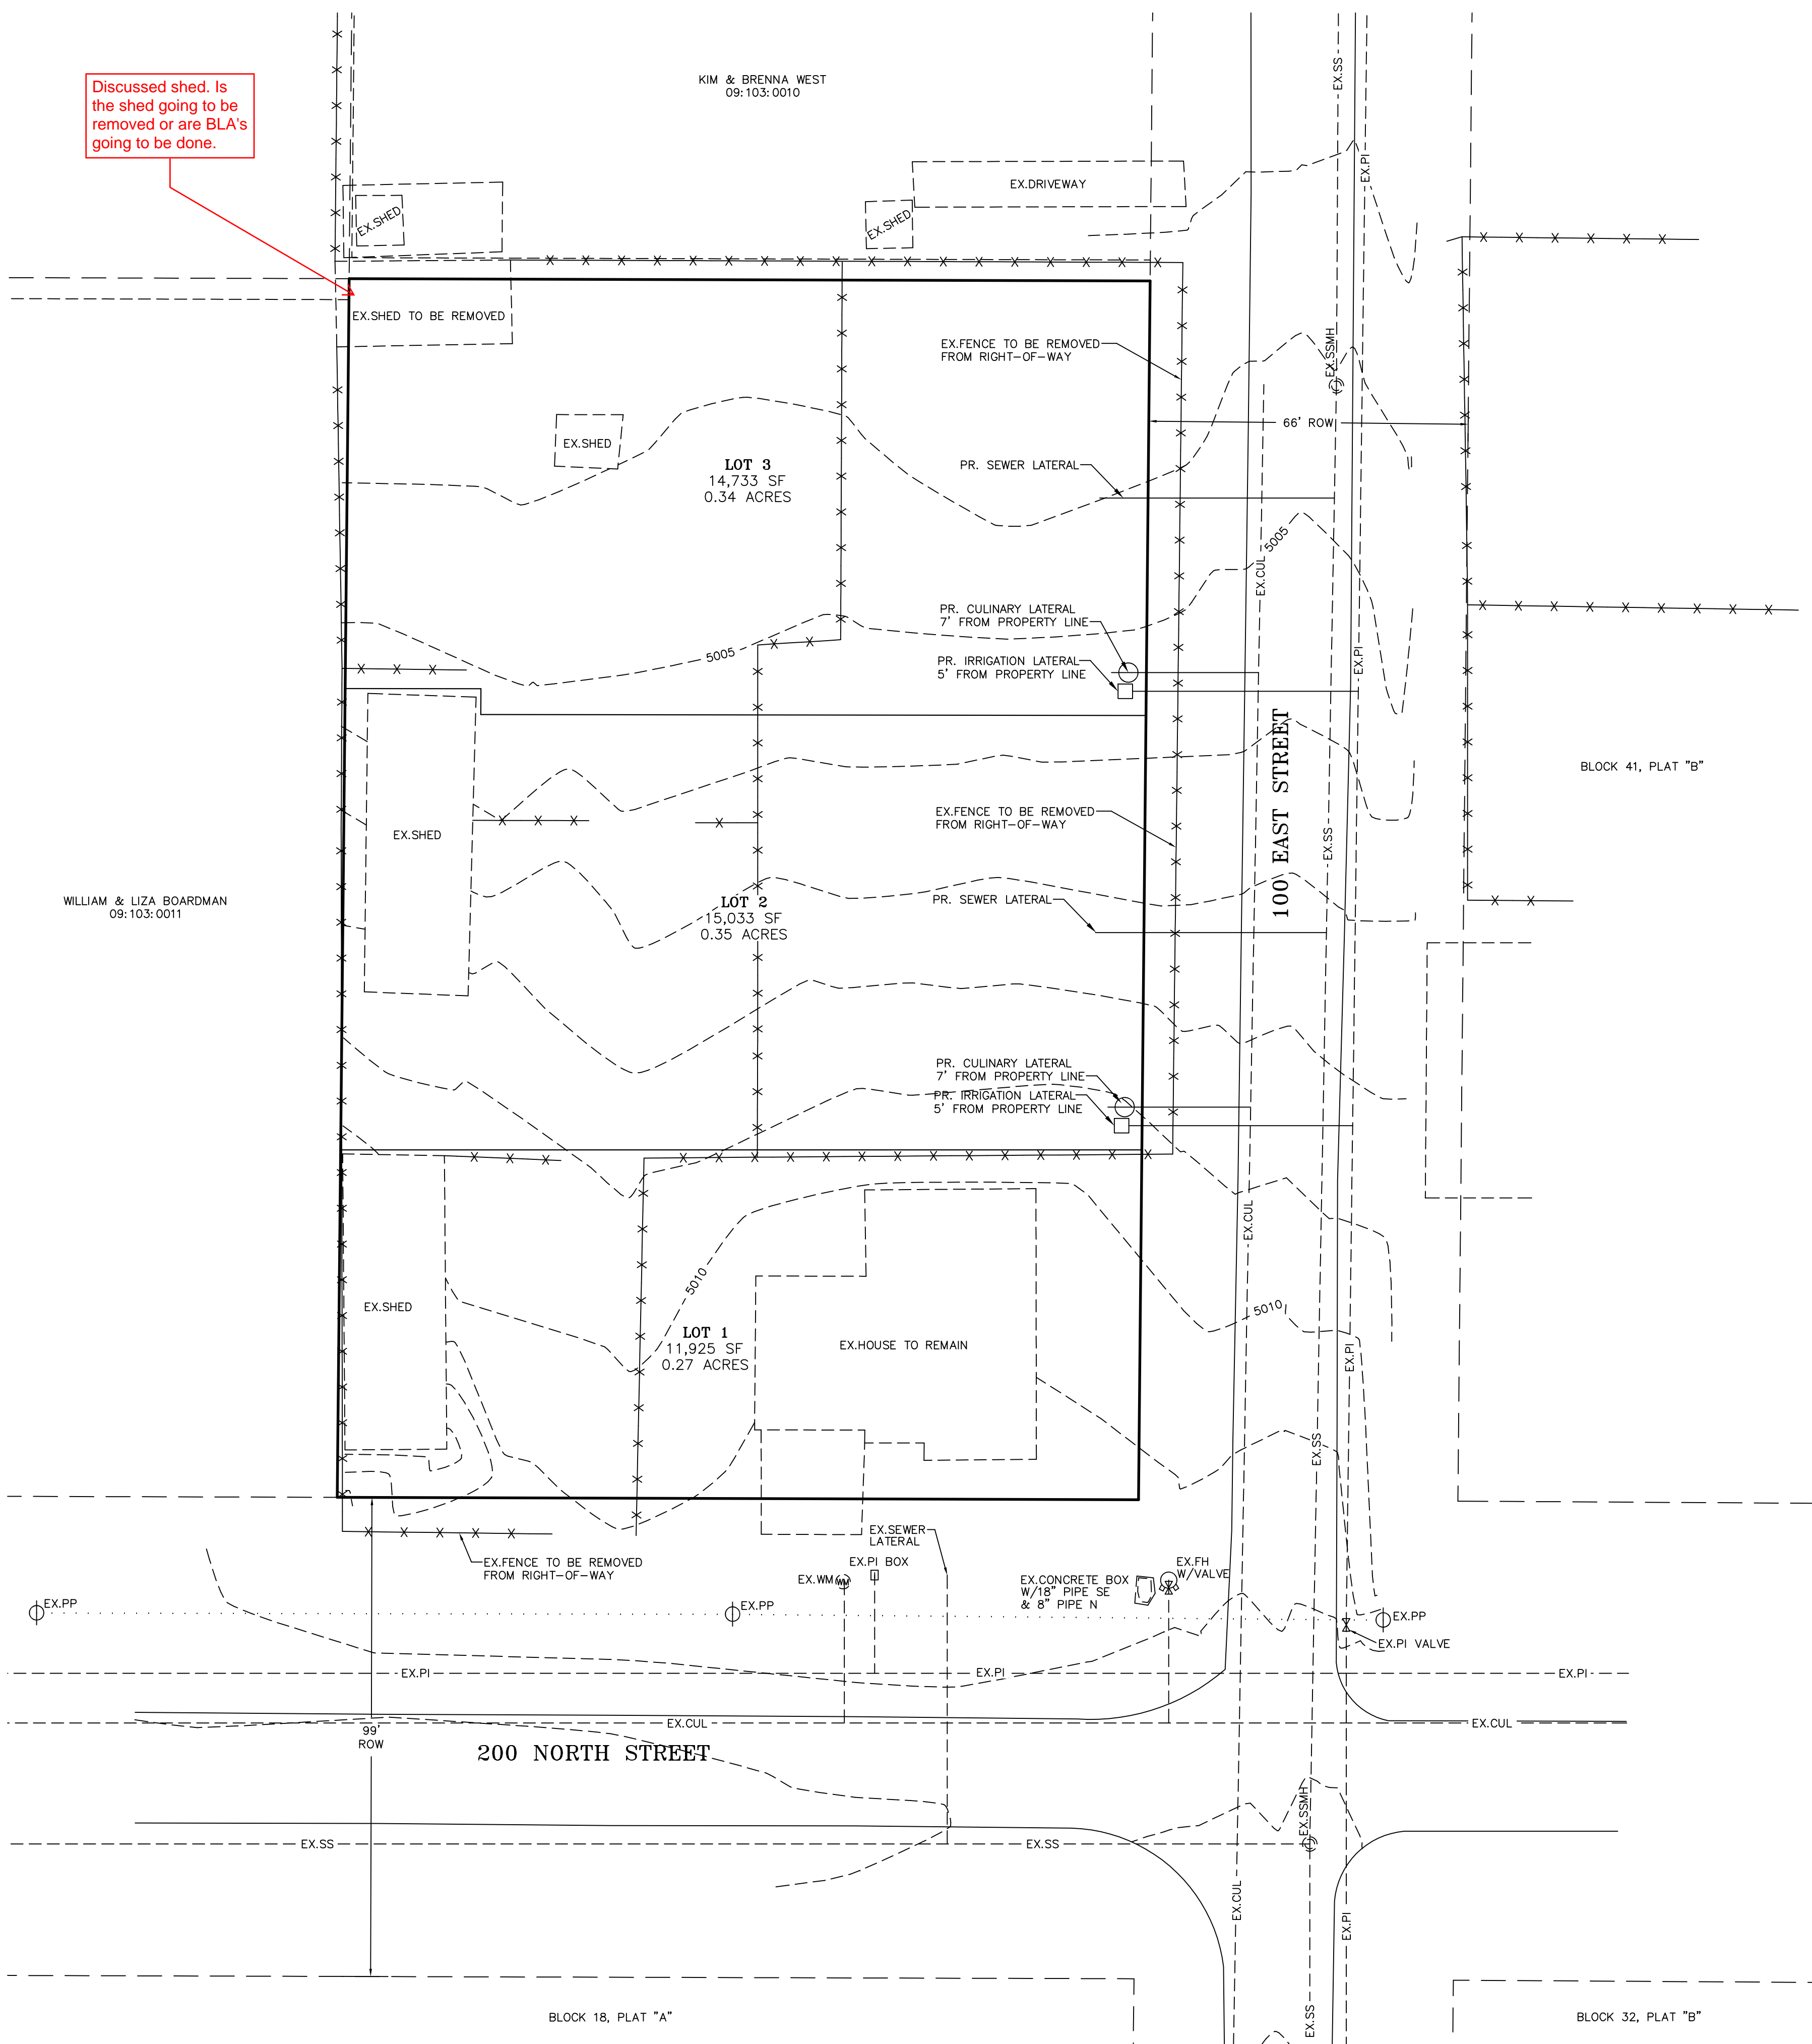 Discussed shed. Is
the shed going to be
removed or are BLA's
going to be done.
KIM & BRENNA WEST
09:103:0010
EX.SS
EX.PI
EX.DRIVEWAY
EX.SHED
EX.SHED
EX.SHED TO BE REMOVED
EX.FENCE TO BE REMOVED
FROM RIGHT-OF-WAY
EX.SSMH
66' ROW
EX.SHED
LOT 3
14,733 SF
0.34 ACRES
PR. SEWER LATERAL
5005
EX.CUL
PR. CULINARY LATERAL
7' FROM PROPERTY LINE
5005
PR. IRRIGATION LATERAL
5' FROM PROPERTY LINE
EX.PI
100 EAST STREET
BLOCK 41, PLAT "B"
EX.FENCE TO BE REMOVED
FROM RIGHT-OF-WAY
EX.SHED
EX.SS
WILLIAM & LIZA BOARDMAN
09:103:0011
LOT 2
15,033 SF
0.35 ACRES
PR. SEWER LATERAL
PR. CULINARY LATERAL
7' FROM PROPERTY LINE
PR. IRRIGATION LATERAL
5' FROM PROPERTY LINE
EX.CUL
5010
EX.SHED
5010
LOT 1
11,925 SF
0.27 ACRES
EX.HOUSE TO REMAIN
EX.PI
EX.SS
EX.SEWER
LATERAL
EX.FENCE TO BE REMOVED
FROM RIGHT-OF-WAY
EX.PI BOX
EX.WM
WM
EX.CONCRETE BOX
W/18" PIPE SE
& 8" PIPE N
EX.FH
W/VALVE
EX.PP
EX.PP
EX.PP
EX.PI VALVE
EX.PI
EX.PI
EX.PI
EX.CUL
EX.CUL
99'
ROW
200 NORTH STREET
EX.SSMH
EX.SS
EX.SS
EX.CUL
EX.PI
EX.SS
BLOCK 18, PLAT "A"
BLOCK 32, PLAT "B"